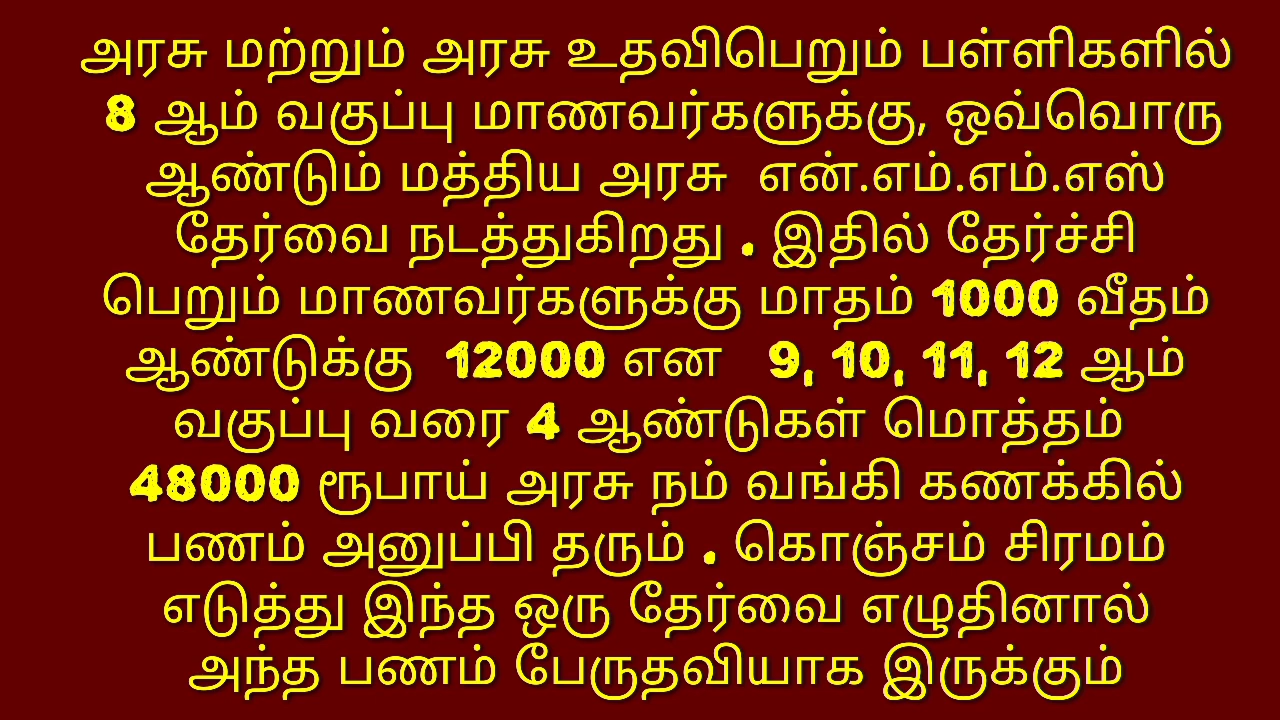 அரசு மற்றும் அரசு உதவிபெறும் பள்ளிகளில்
8 ஆம் வகுப்பு மாணவர்களுக்கு, ஒவ்வொரு
ஆண்டும் மத்திய அரசு என்.எம்.எம்.எஸ்
தேர்வை நடத்துகிறது . இதில் தேர்ச்சி
பெறும் மாணவர்களுக்கு மாதம் 1000 வீதம்
ஆண்டுக்கு 12000 என 9, 10, 11, 12 ஆம்
வகுப்பு வரை 4 ஆண்டுகள் மொத்தம்
48000 ரூபாய் அரசு நம் வங்கி கணக்கில்
பணம் அனுப்பி தரும் . கொஞ்சம் சிரமம்
எடுத்து இந்த ஒரு தேர்வை எழுதினால்
அந்த பணம் பேருதவியாக இருக்கும்